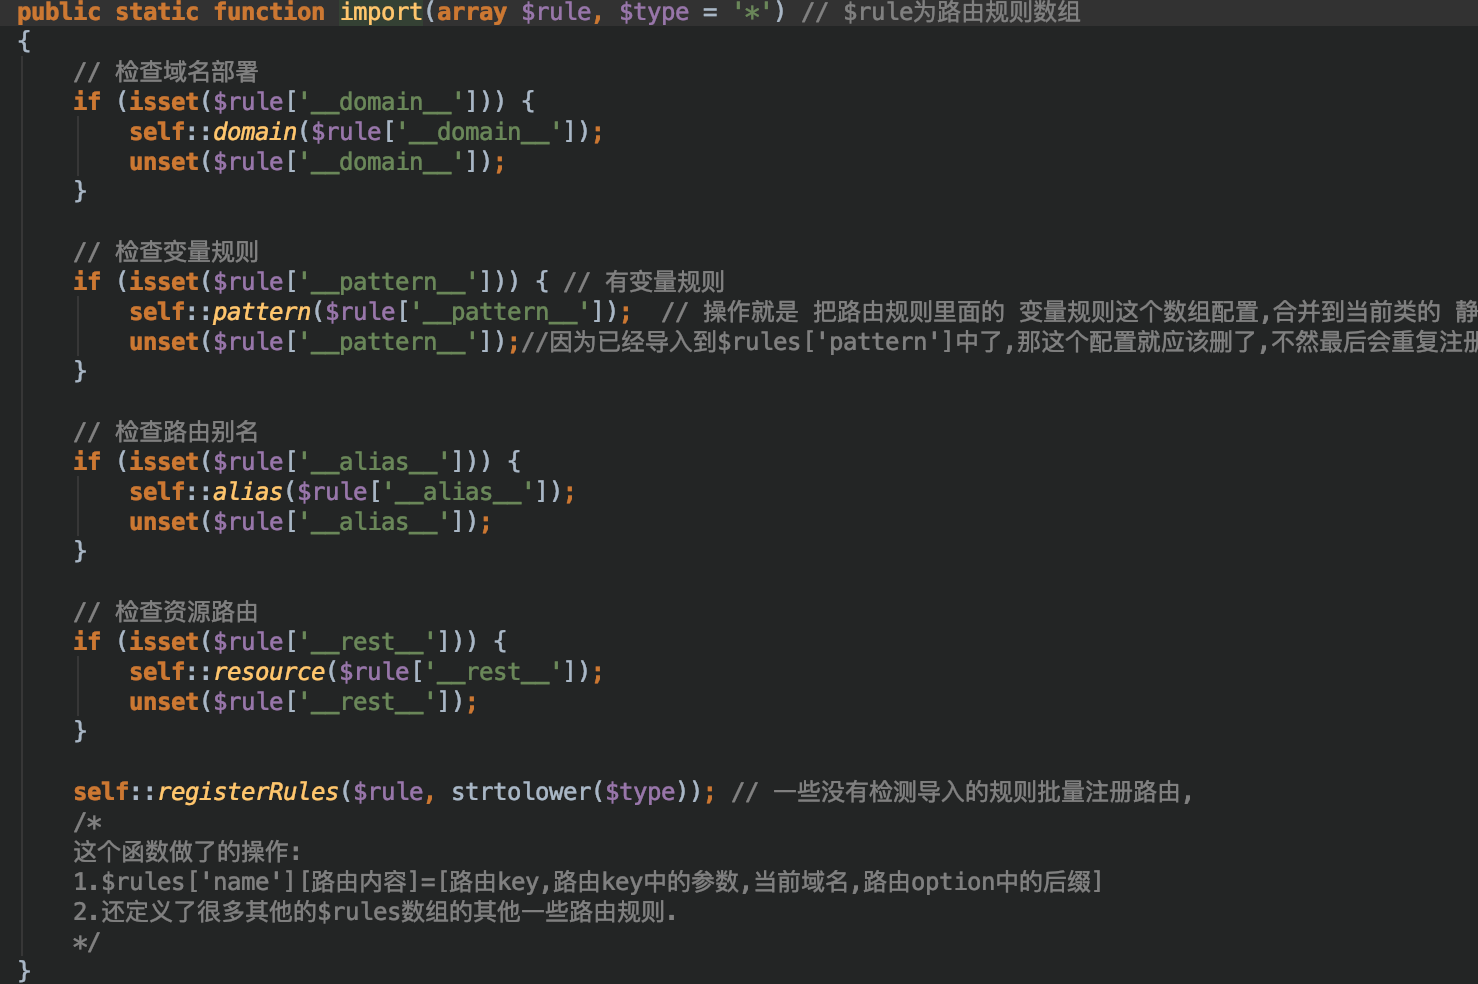 public static function import(array $rule, $type = '*') // $rule为路由规则数组
{
// 检查域名部署
if (isset($rule['__domain__'])) {
self::domain($rule['__domain__']);
unset($rule['__domain__']);
}
// 检查变量规则
if (isset($rule['__pattern__'])) { // 有变量规则
self::pattern($rule['__pattern__']); // 操作就是 把路由规则里面的 变量规则这个数组配置,合并到当前类的 静
unset($rule['__pattern__']);//因为已经导入到$rules['pattern']中了,那这个配置就应该删了,不然最后会重复注册
}
// 检查路由别名
if (isset($rule['__alias__'])) {
self::alias($rule['__alias__']);
unset($rule['__alias__']);
}
// 检查资源路由
if (isset($rule['__rest__'])) {
self::resource($rule['__rest__']);
unset($rule['__rest__']);
}
self::registerRules($rule, strtolower($type)); // 一些没有检测导入的规则批量注册路由,
/*
这个函数做了的操作:
1.$rules['name'][路由内容]=[路由key,路由key中的参数,当前域名,路由option中的后缀]
2.还定义了很多其他的$rules数组的其他一些路由规则.
*/
}